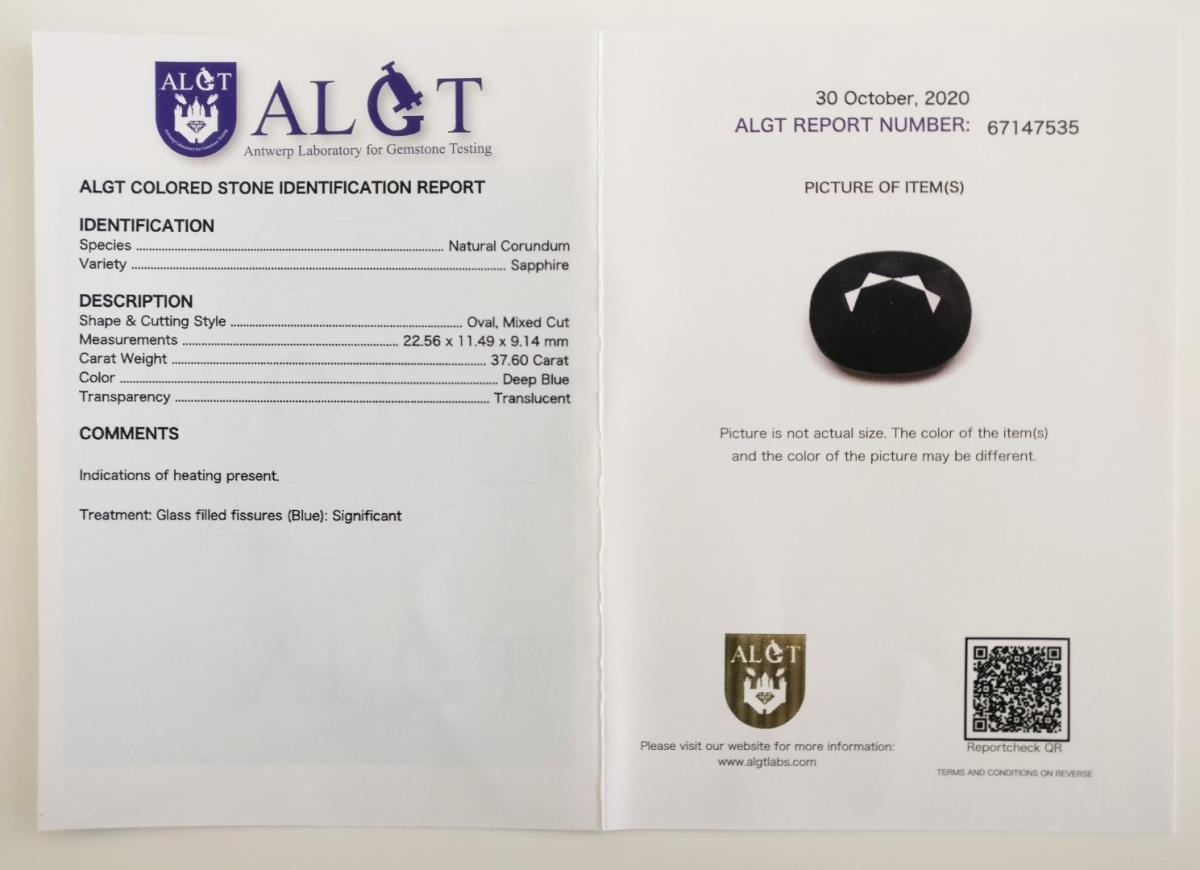 ALGT
ALGT
Antwerp Laboratory for Gemstone Testing
Antwerp Laboratory for Gemstone Testing
ALGT COLORED STONE IDENTIFICATION REPORT
IDENTIFICATION
Species ........ Natural Corundum
Variety ........ Sapphire
DESCRIPTION
Shape & Cutting Style ........ Oval, Mixed Cut
Measurements ........ 22.56 x 11.49 x 9.14 mm
Carat Weight ........ 37.60 Carat
Color ........ Deep Blue
Transparency ........ Translucent
COMMENTS
Indications of heating present.
Treatment: Glass filled fissures (Blue): Significant
30 October, 2020
ALGT REPORT NUMBER: 67147535
PICTURE OF ITEM(S)
Picture is not actual size. The color of the item(s)
and the color of the picture may be different.
ALGT
Please visit our website for more information:
www.algtlabs.com
Reportcheck QR
TERMS AND CONDITIONS ON REVERSE